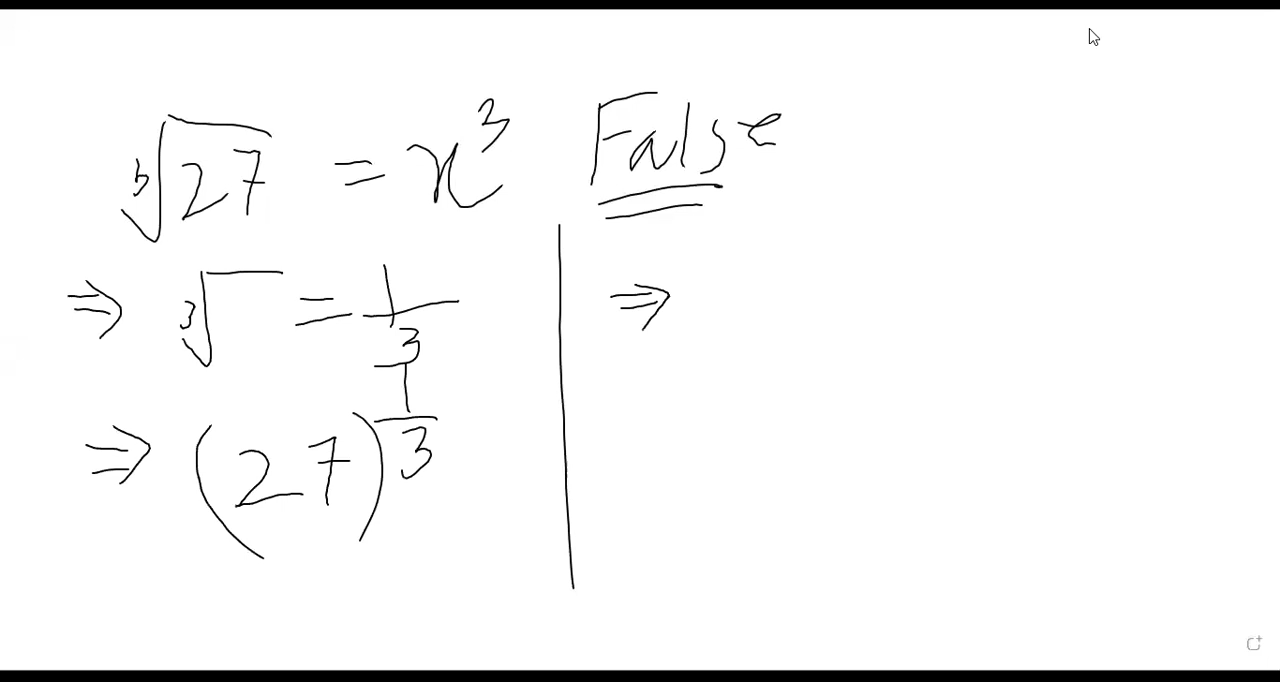 ∛27 = x³ False
⇒ ∛ = 1/3
⇒ (27)^(1/3)
⇒